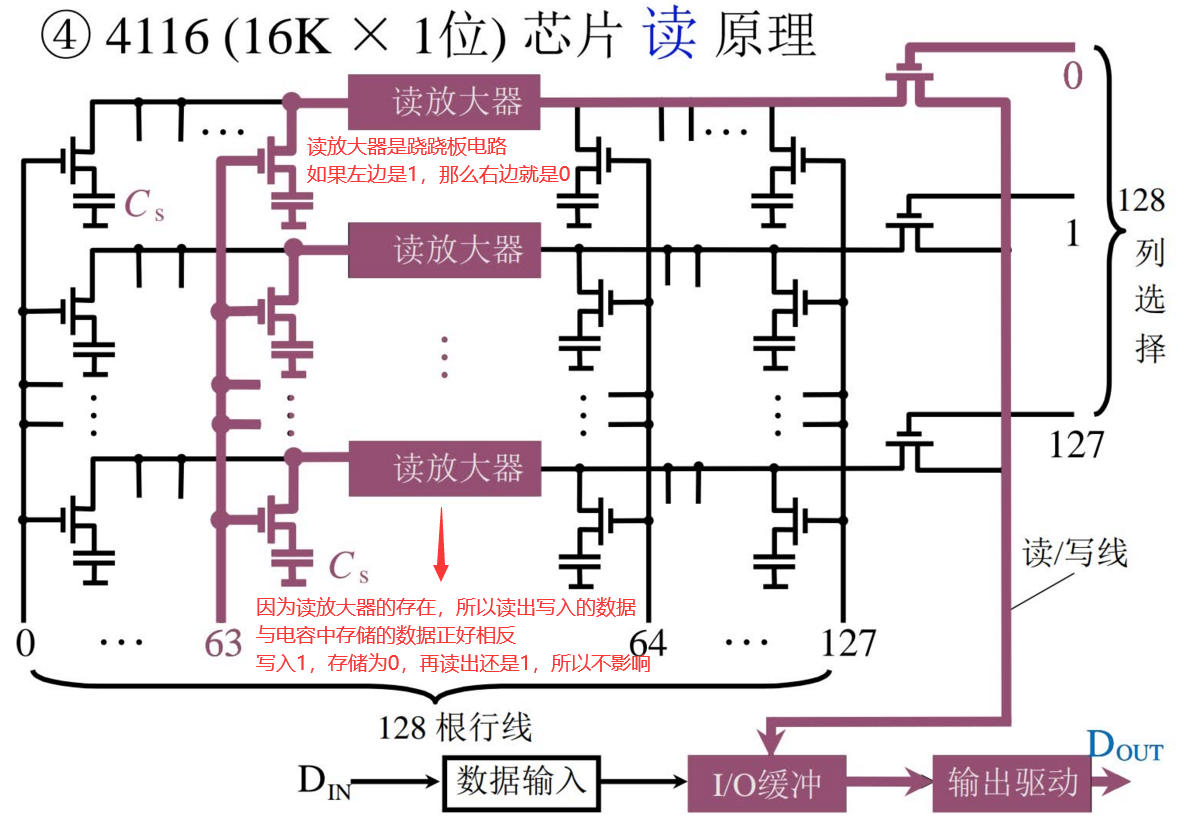 ④ 4116 (16K × 1位) 芯片 读 原理
0
读放大器
读放大器是跷跷板电路
如果左边是1，那么右边就是0
…
…
Cs
128
列
选
择
读放大器
1
⋮
⋮
⋮
⋮
⋮
127
读放大器
Cs
读/写线
因为读放大器的存在，所以读出写入的数据
与电容中存储的数据正好相反
写入1，存储为0，再读出还是1，所以不影响
0 … 63 64 … 127
128 根行线
DIN 数据输入 I/O缓冲 输出驱动 DOUT